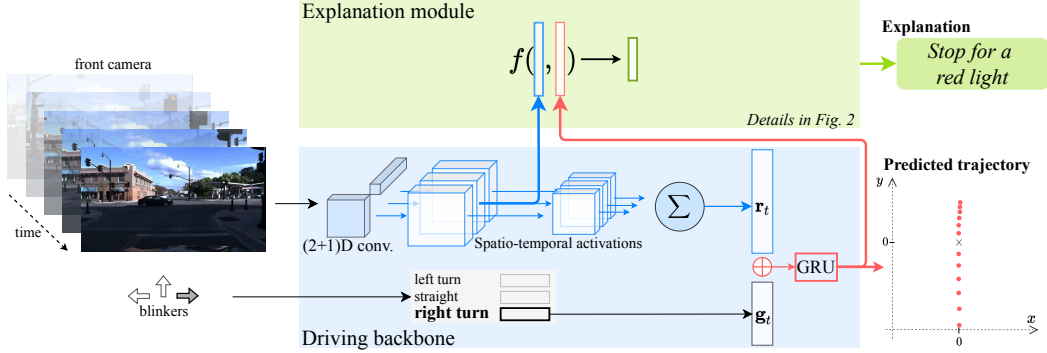 Explanation module
f( , )
Details in Fig. 2
Explanation
Stop for a
red light
front camera
time
blinkers
(2+1)D conv.
Spatio-temporal activations
∑
r_t
⊕
GRU
left turn
straight
right turn
g_t
Driving backbone
Predicted trajectory
y
0
x
0